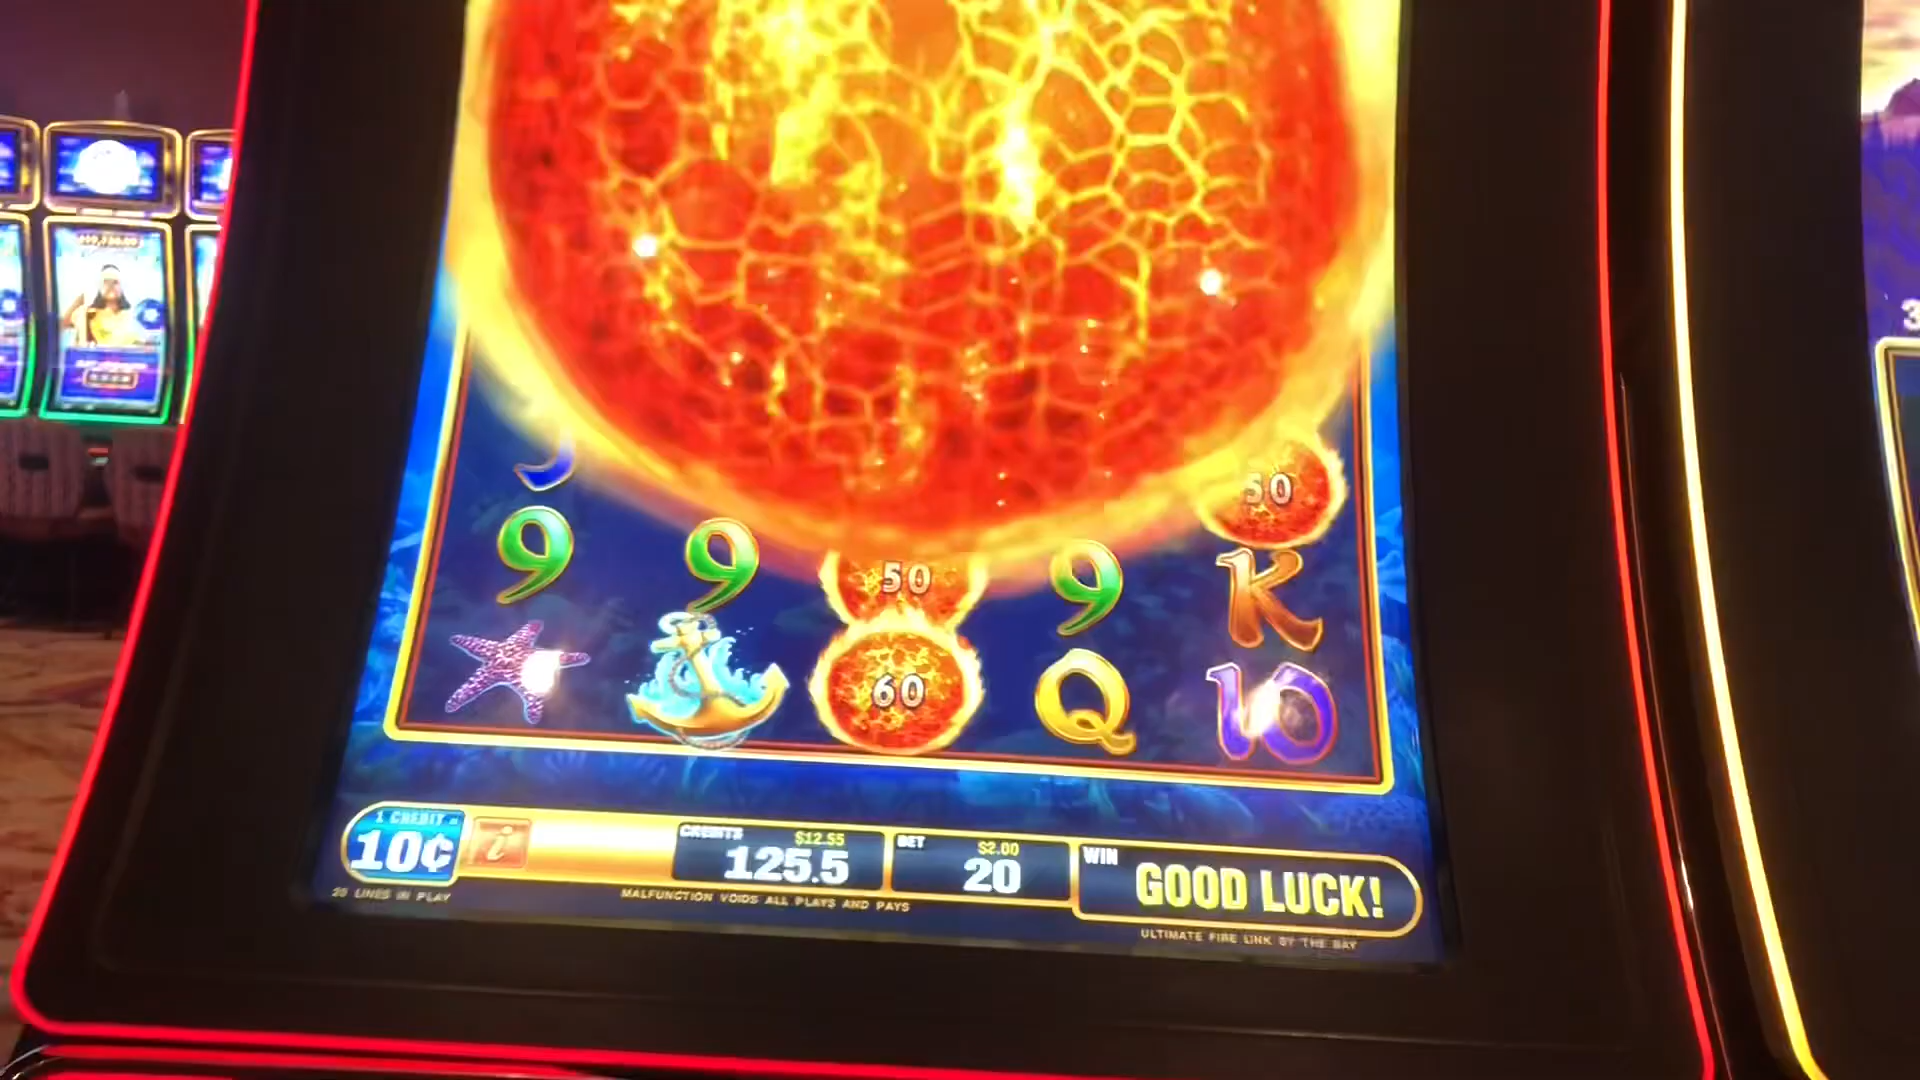 50
9 9 50 9 K
60 Q 10
1 CREDIT =
10¢
i
CREDITS $12.55
125.5
BET $2.00
20
WIN
GOOD LUCK!
20 LINES IN PLAY
MALFUNCTION VOIDS ALL PLAYS AND PAYS
ULTIMATE FIRE LINK BY THE BAY
3